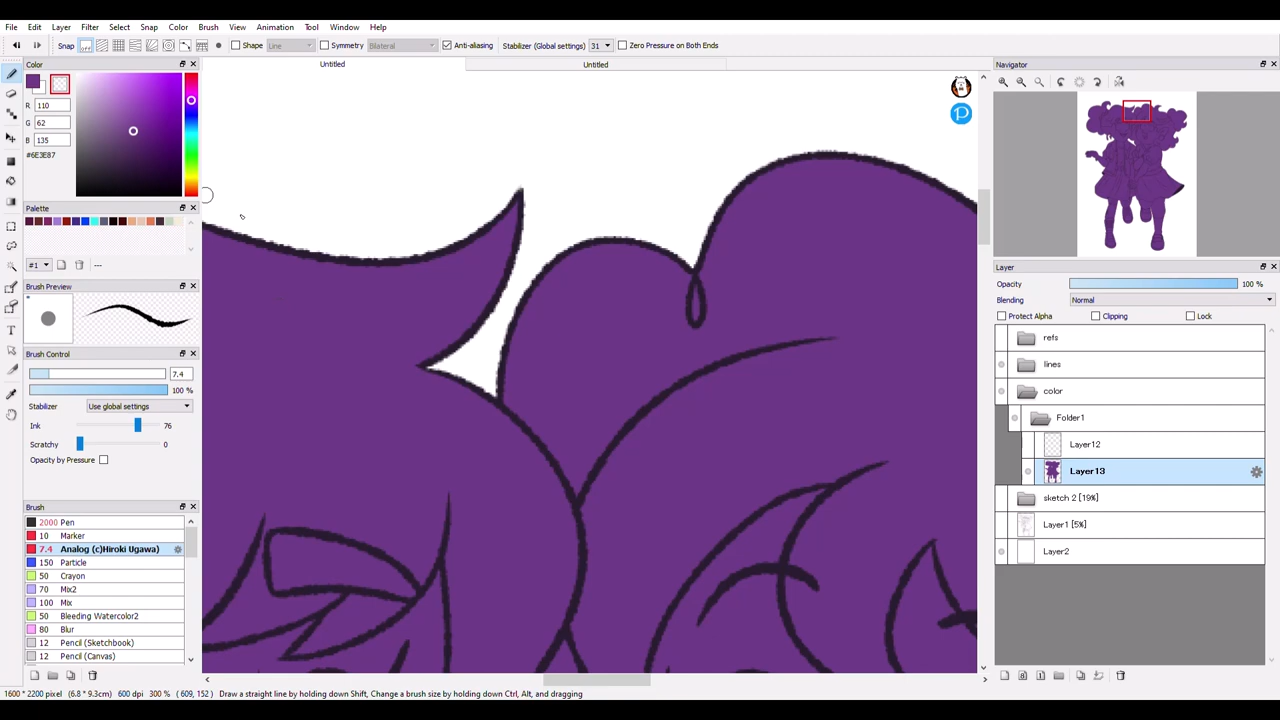 File Edit Layer Filter Select Snap Color Brush View Animation Tool Window Help
Snap Shape Line Symmetry Bilateral Anti-aliasing Stabilizer (Global settings) 31 Zero Pressure on Both Ends
Color
Untitled
Untitled
R 110
G 62
B 135
#6E3E87
Palette
#1
---
Brush Preview
Brush Control
7.4
100 %
Stabilizer Use global settings
Ink 76
Scratchy 0
Opacity by Pressure
Brush
2000 Pen
10 Marker
7.4 Analog (c)Hiroki Ugawa)
150 Particle
50 Crayon
70 Mix2
100 Mix
50 Bleeding Watercolor2
80 Blur
12 Pencil (Sketchbook)
12 Pencil (Canvas)
Navigator
Layer
Opacity 100 %
Blending Normal
Protect Alpha Clipping Lock
refs
lines
color
Folder1
Layer12
Layer13
sketch 2 [19%]
Layer1 [5%]
Layer2
1600 * 2200 pixel (6.8 * 9.3cm) 600 dpi 300 % ( 609, 152 ) Draw a straight line by holding down Shift, Change a brush size by holding down Ctrl, Alt, and dragging